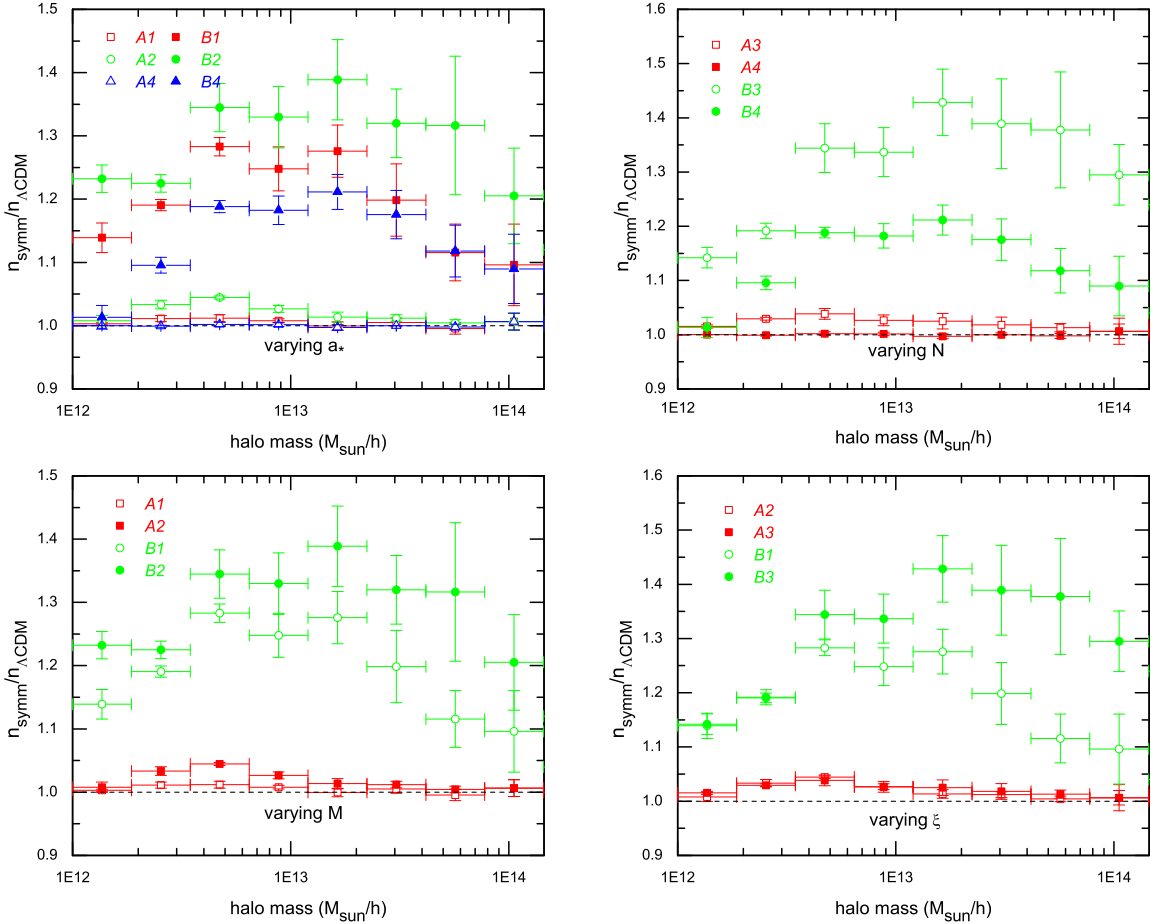 1.5
1.4
1.3
1.2
1.1
1.0
0.9
n_symm/n_ΛCDM
A1 B1
A2 B2
A4 B4
varying a_*
1E12 1E13 1E14
halo mass (M_sun/h)
1.6
1.5
1.4
1.3
1.2
1.1
1.0
0.9
n_symm/n_ΛCDM
A3
A4
B3
B4
varying N
1E12 1E13 1E14
halo mass (M_sun/h)
1.5
1.4
1.3
1.2
1.1
1.0
0.9
n_symm/n_ΛCDM
A1
A2
B1
B2
varying M
1E12 1E13 1E14
halo mass (M_sun/h)
1.6
1.5
1.4
1.3
1.2
1.1
1.0
0.9
n_symm/n_ΛCDM
A2
A3
B1
B3
varying ξ
1E12 1E13 1E14
halo mass (M_sun/h)